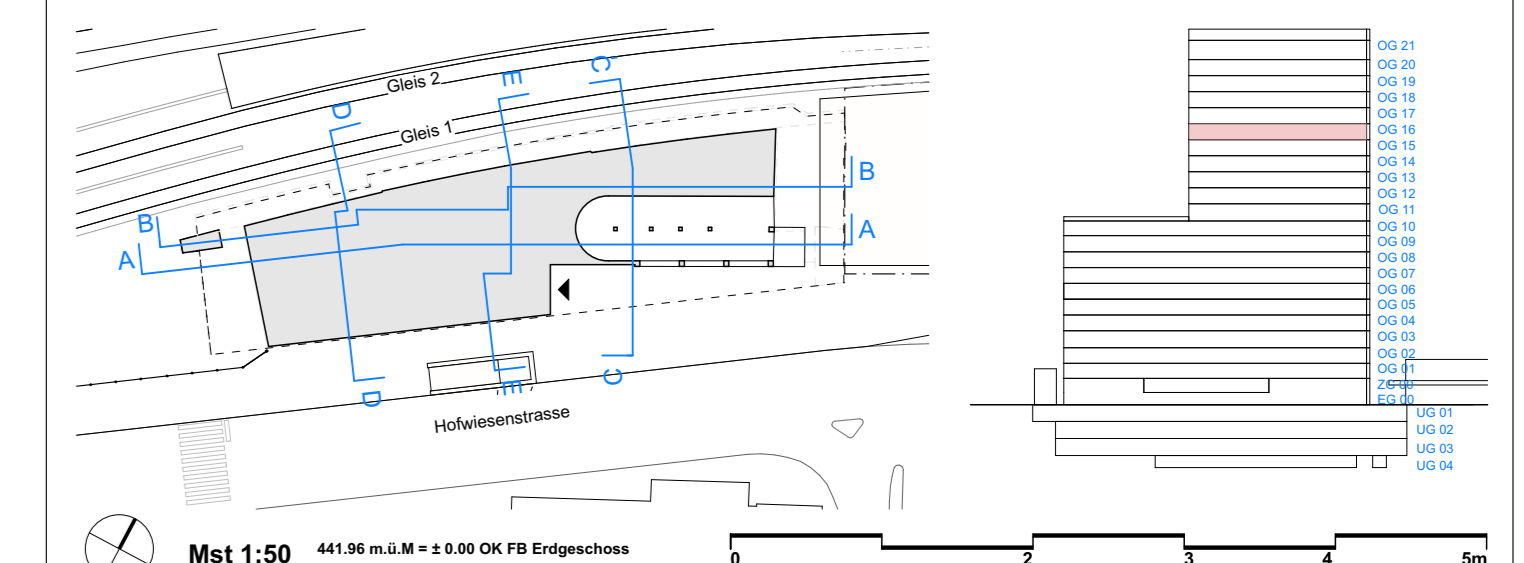 Gleis 2
Gleis 1
D
E
C
B
A
B
A
D
E
C
Hofwiesenstrasse
OG 21
OG 20
OG 19
OG 18
OG 17
OG 16
OG 15
OG 14
OG 13
OG 12
OG 11
OG 10
OG 09
OG 08
OG 07
OG 06
OG 05
OG 04
OG 03
OG 02
OG 01
ZG 00
EG 00
UG 01
UG 02
UG 03
UG 04
Mst 1:50
441.96 m.ü.M = ± 0.00 OK FB Erdgeschoss
0 2 3 4 5m